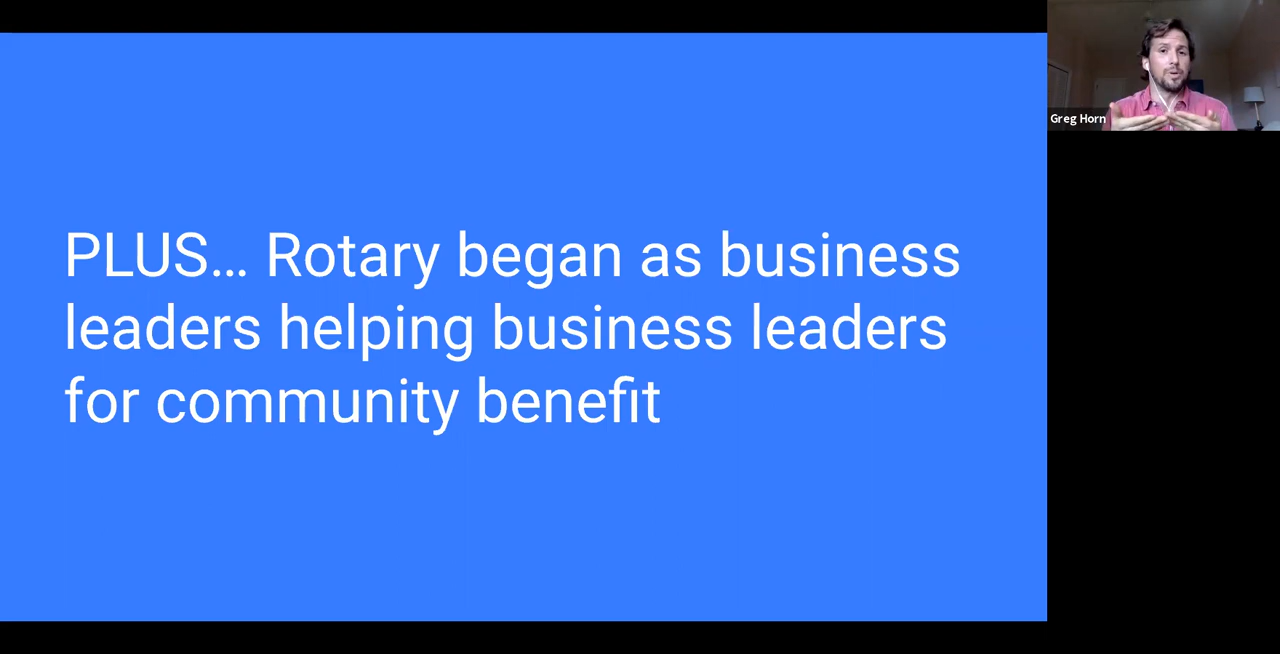 PLUS... Rotary began as business
leaders helping business leaders
for community benefit
Greg Horn